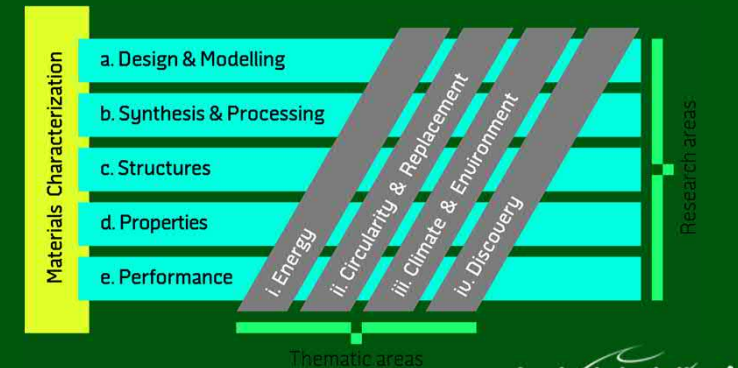 Materials Characterization
a. Design & Modelling
b. Synthesis & Processing
c. Structures
d. Properties
e. Performance
i. Energy
ii. Circularity & Replacement
iii. Climate & Environment
iv. Discovery
Research areas
Thematic areas